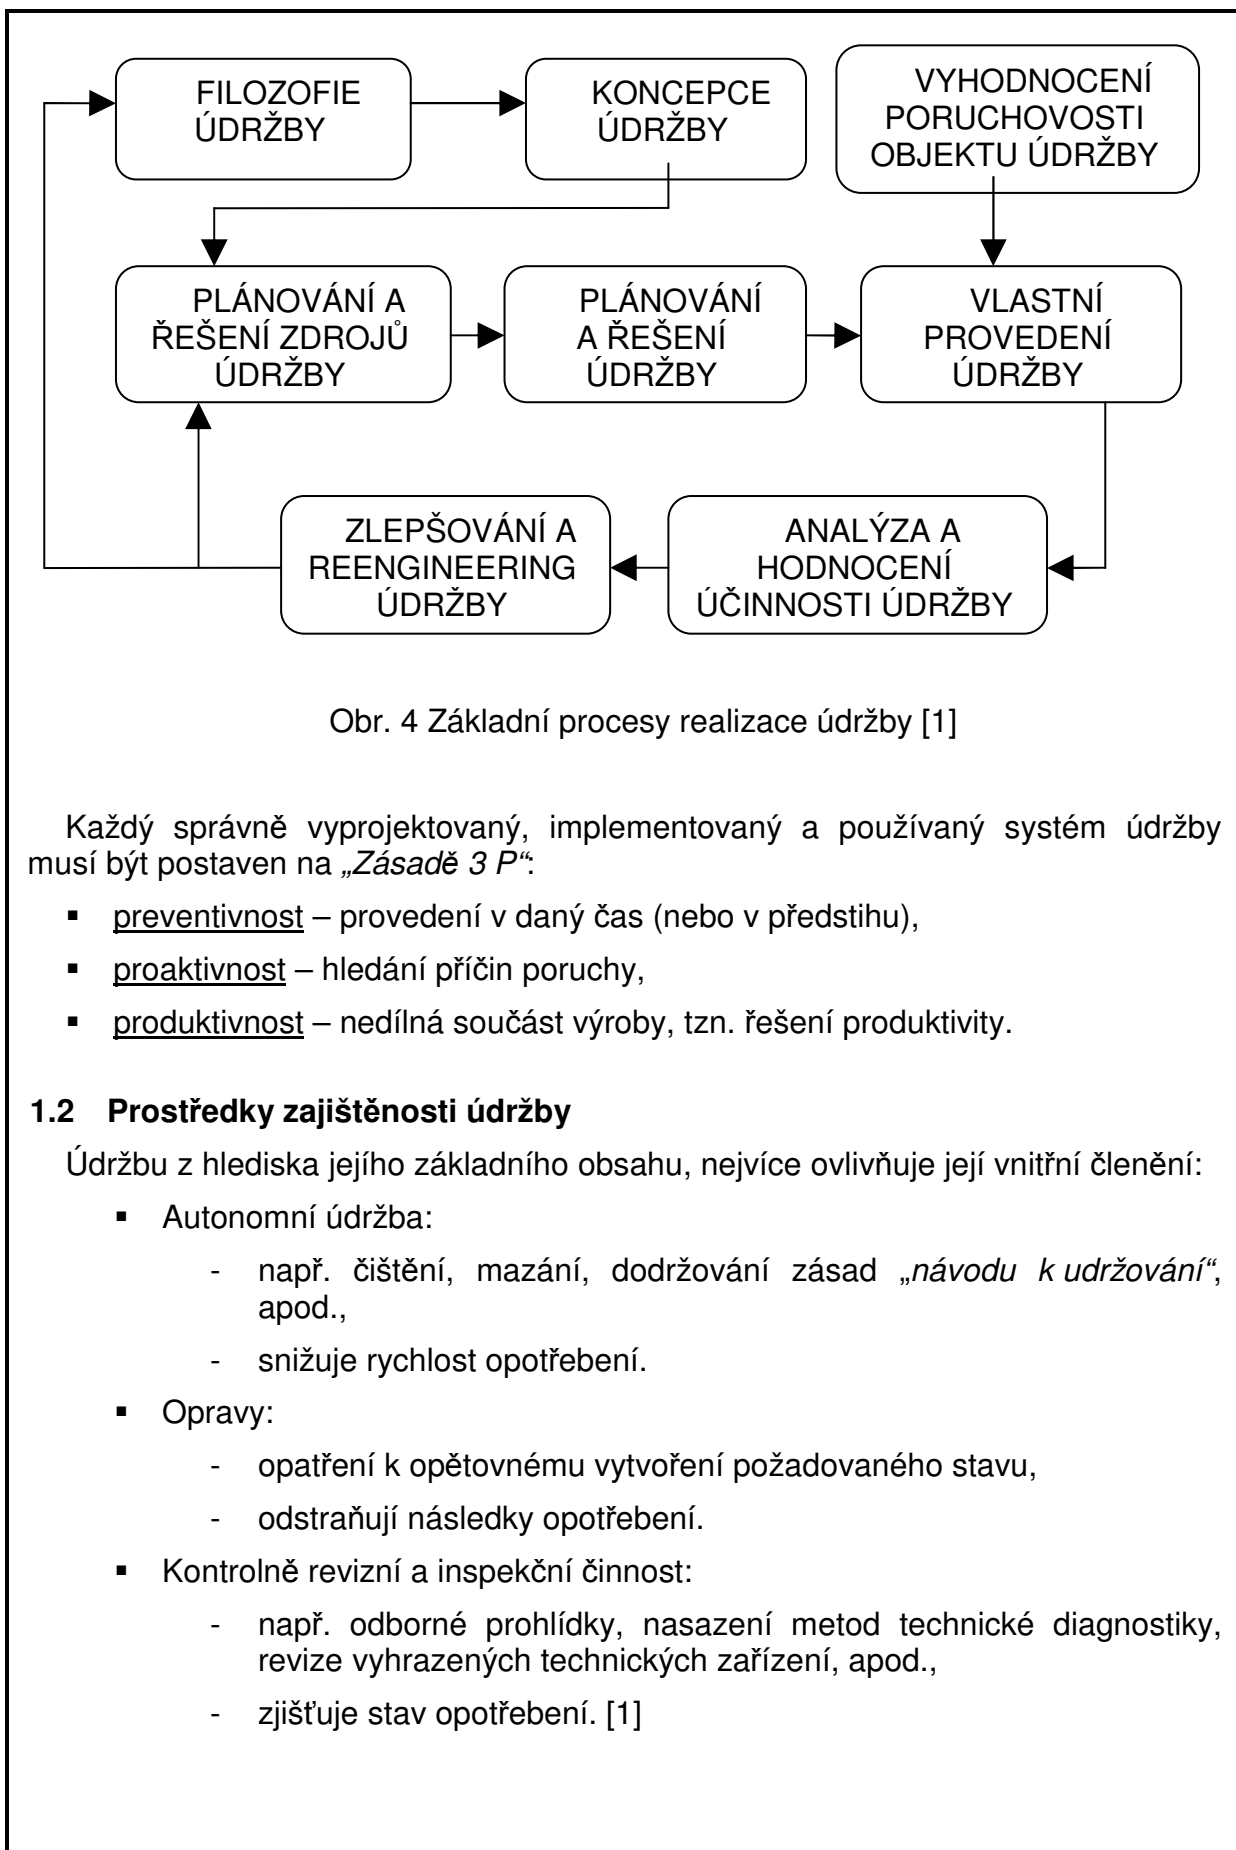 FILOZOFIE
ÚDRŽBY
KONCEPCE
ÚDRŽBY
VYHODNOCENÍ
PORUCHOVOSTI
OBJEKTU ÚDRŽBY
PLÁNOVÁNÍ A
ŘEŠENÍ ZDROJŮ
ÚDRŽBY
PLÁNOVÁNÍ
A ŘEŠENÍ
ÚDRŽBY
VLASTNÍ
PROVEDENÍ
ÚDRŽBY
ZLEPŠOVÁNÍ A
REENGINEERING
ÚDRŽBY
ANALÝZA A
HODNOCENÍ
ÚČINNOSTI ÚDRŽBY
Obr. 4 Základní procesy realizace údržby [1]
Každý správně vyprojektovaný, implementovaný a používaný systém údržby
musí být postaven na „Zásadě 3 P“:
▪ preventivnost – provedení v daný čas (nebo v předstihu),
▪ proaktivnost – hledání příčin poruchy,
▪ produktivnost – nedílná součást výroby, tzn. řešení produktivity.
1.2 Prostředky zajištěnosti údržby
Údržbu z hlediska jejího základního obsahu, nejvíce ovlivňuje její vnitřní členění:
▪ Autonomní údržba:
- např. čištění, mazání, dodržování zásad „návodu k udržování“,
apod.,
- snižuje rychlost opotřebení.
▪ Opravy:
- opatření k opětovnému vytvoření požadovaného stavu,
- odstraňují následky opotřebení.
▪ Kontrolně revizní a inspekční činnost:
- např. odborné prohlídky, nasazení metod technické diagnostiky,
revize vyhrazených technických zařízení, apod.,
- zjišťuje stav opotřebení. [1]